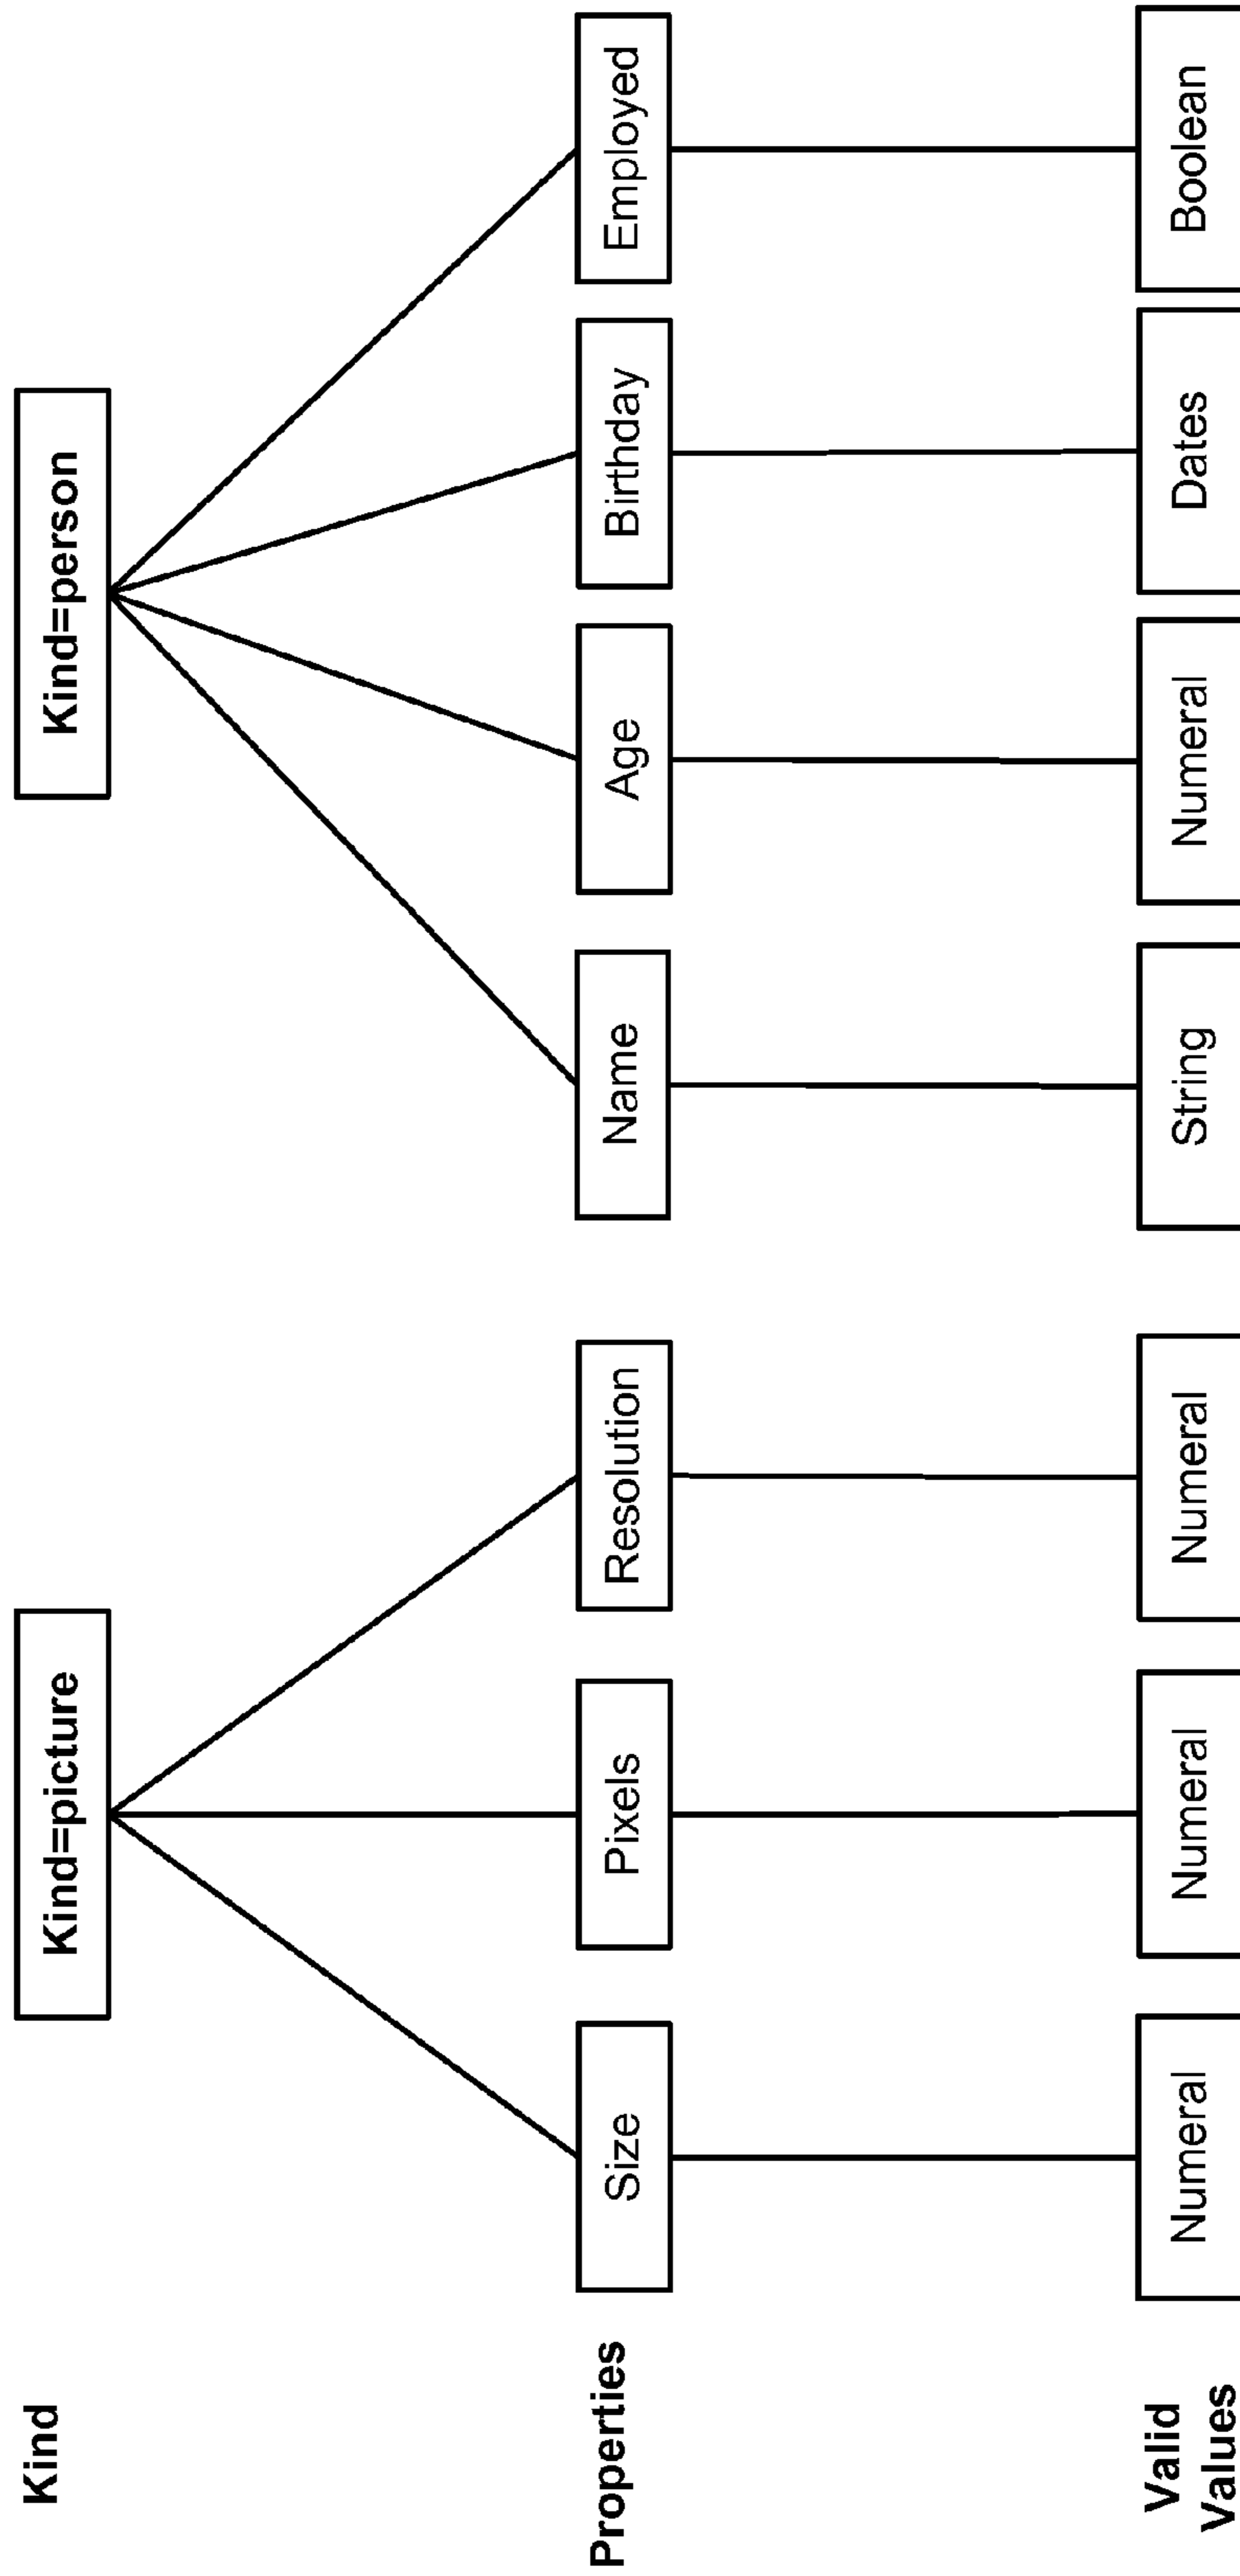 Kind
Kind=picture
Kind=person
Properties
Size
Pixels
Resolution
Name
Age
Birthday
Employed
Valid
Values
Numeral
Numeral
Numeral
String
Numeral
Dates
Boolean